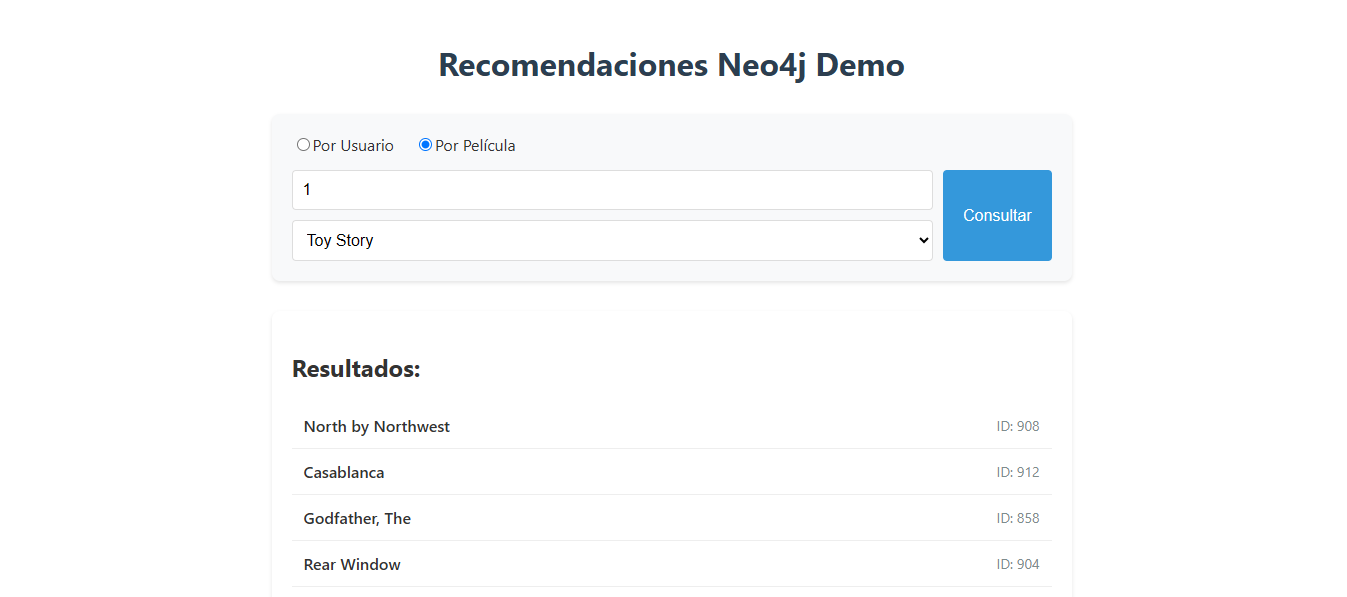 Recomendaciones Neo4j Demo
Por Usuario Por Película
1
Toy Story
Consultar
Resultados:
North by Northwest ID: 908
Casablanca ID: 912
Godfather, The ID: 858
Rear Window ID: 904